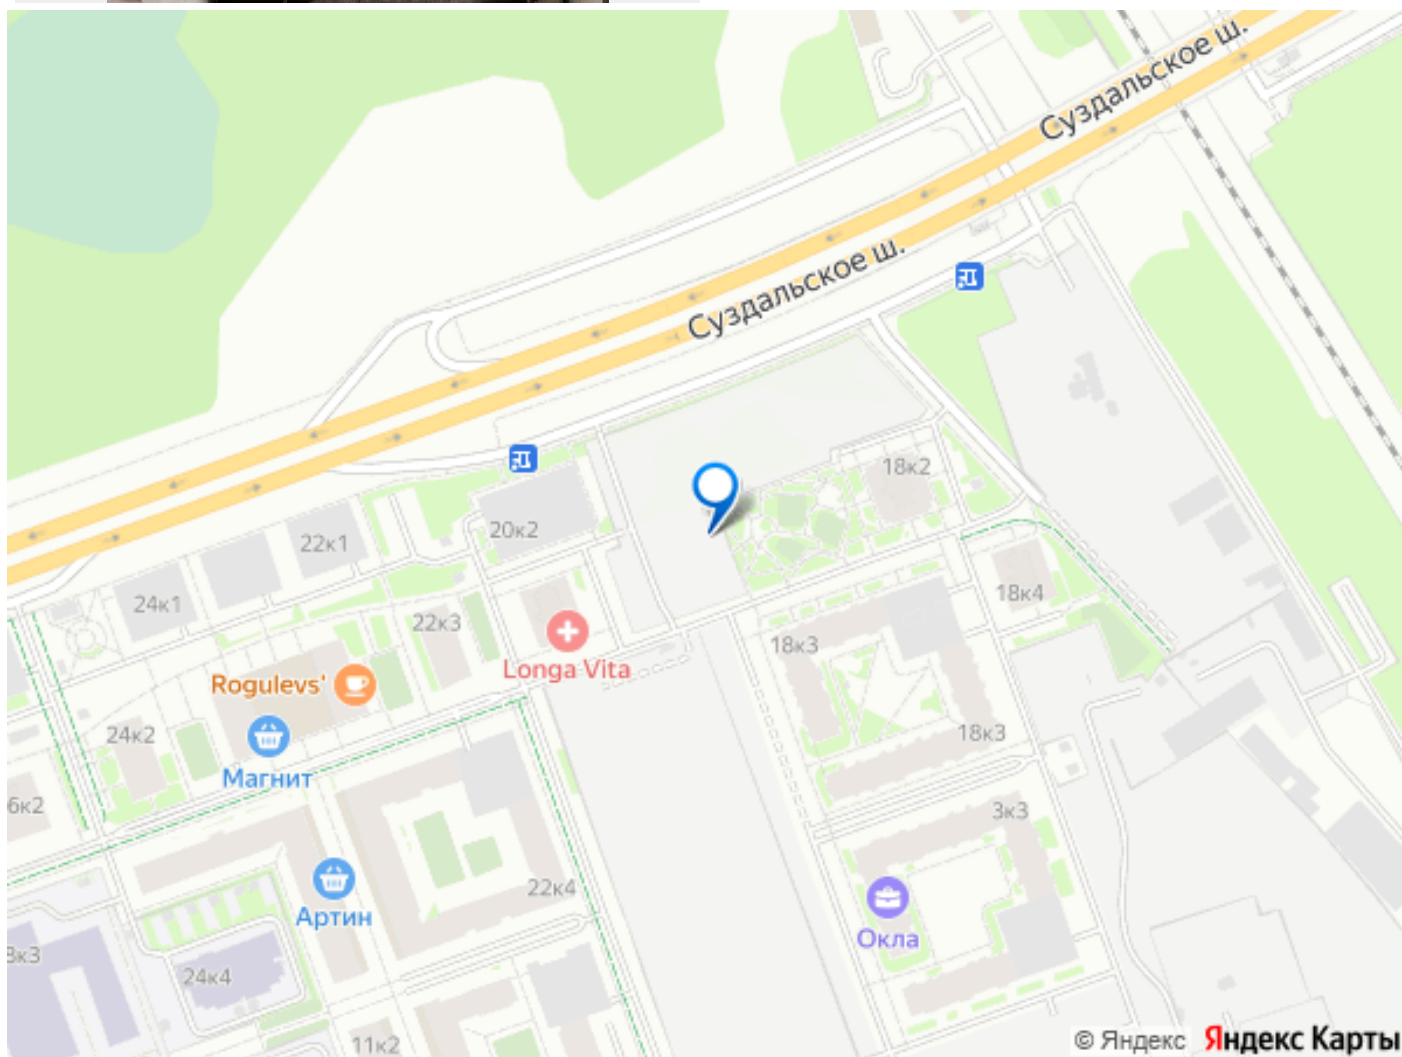 Суздальское ш.
Суздальское ш.
18к2
20к2
22к1
24к1
22к3
18к4
18к3
Longa Vita
Rogulevs'
24к2
Магнит
18к3
6к2
3к3
22к4
Артин
Окла
8к3
24к4
11к2
© Яндекс Яндекс Карты